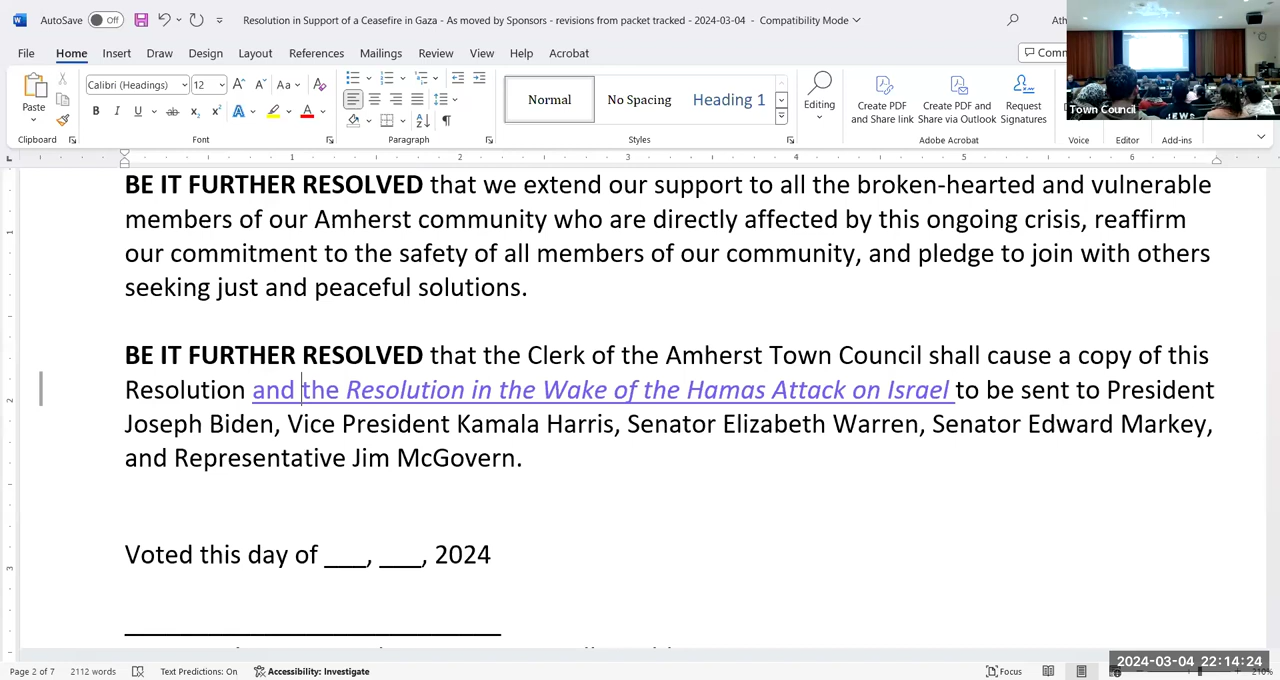 AutoSave Off Resolution in Support of a Ceasefire in Gaza - As moved by Sponsors - revisions from packet tracked - 2024-03-04 - Compatibility Mode Ath
File Home Insert Draw Design Layout References Mailings Review View Help Acrobat Comm
Paste Calibri (Headings) 12 Normal No Spacing Heading 1 Editing Create PDF and Share link Create PDF and Share via Outlook Request Signatures
Clipboard Font Paragraph Styles Adobe Acrobat Voice Editor Add-ins
Town Council
BE IT FURTHER RESOLVED that we extend our support to all the broken-hearted and vulnerable
members of our Amherst community who are directly affected by this ongoing crisis, reaffirm
our commitment to the safety of all members of our community, and pledge to join with others
seeking just and peaceful solutions.
BE IT FURTHER RESOLVED that the Clerk of the Amherst Town Council shall cause a copy of this
Resolution and the Resolution in the Wake of the Hamas Attack on Israel to be sent to President
Joseph Biden, Vice President Kamala Harris, Senator Elizabeth Warren, Senator Edward Markey,
and Representative Jim McGovern.
Voted this day of ___, ___, 2024
Page 2 of 7 2112 words Text Predictions: On Accessibility: Investigate Focus 210%
2024-03-04 22:14:24